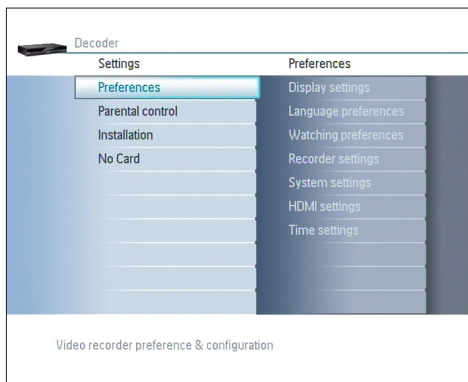 Decoder
Settings
Preferences
Preferences
Display settings
Parental control
Language preferences
Installation
Watching preferences
No Card
Recorder settings
System settings
HDMI settings
Time settings
Video recorder preference & configuration